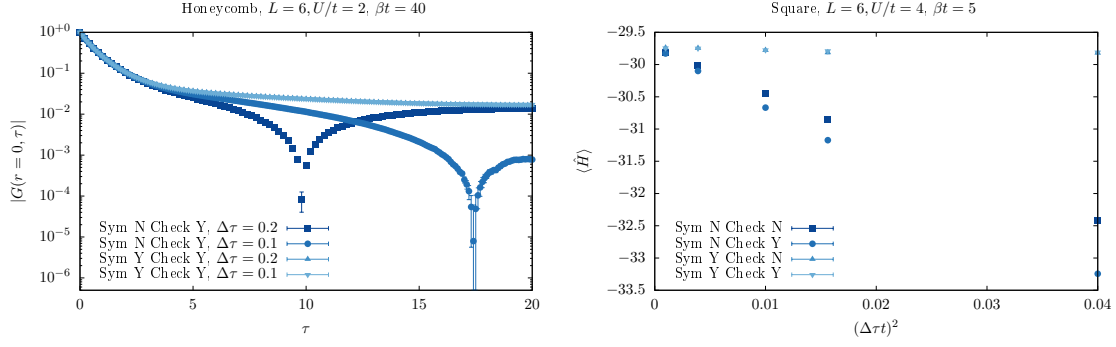 Honeycomb, L = 6, U/t = 2, βt = 40
|G(r = 0, τ)|
10^0
10^-1
10^-2
10^-3
10^-4
10^-5
10^-6
Sym N Check Y, Δτ = 0.2
Sym N Check Y, Δτ = 0.1
Sym Y Check Y, Δτ = 0.2
Sym Y Check Y, Δτ = 0.1
0 5 10 15 20
τ
Square, L = 6, U/t = 4, βt = 5
⟨Ĥ⟩
−29.5
−30
−30.5
−31
−31.5
−32
−32.5
−33
−33.5
Sym N Check N
Sym N Check Y
Sym Y Check N
Sym Y Check Y
0 0.01 0.02 0.03 0.04
(Δτt)^2